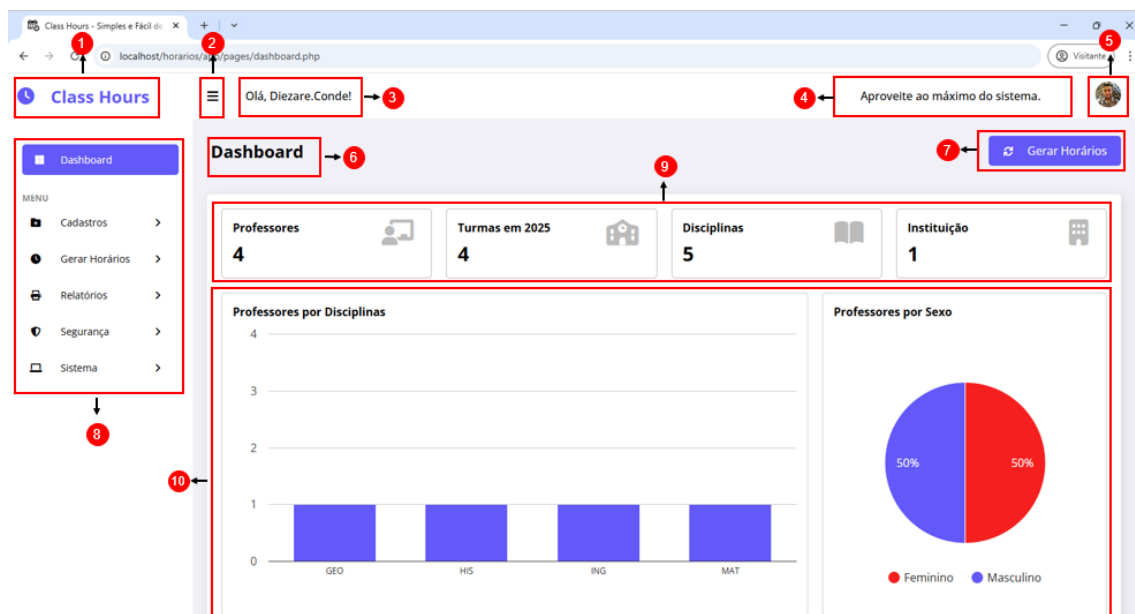 Class Hours - Simples e Fácil de
localhost/horarios/app/pages/dashboard.php
Visitante
1
2
5
Class Hours
Olá, Diezare.Conde!
3
4
Aproveite ao máximo do sistema.
Dashboard
6
7
Gerar Horários
9
Dashboard
MENU
Cadastros
Gerar Horários
Relatórios
Segurança
Sistema
8
Professores
4
Turmas em 2025
4
Disciplinas
5
Instituição
1
10
Professores por Disciplinas
4
3
2
1
0
GEO HIS ING MAT
Professores por Sexo
50% 50%
Feminino Masculino